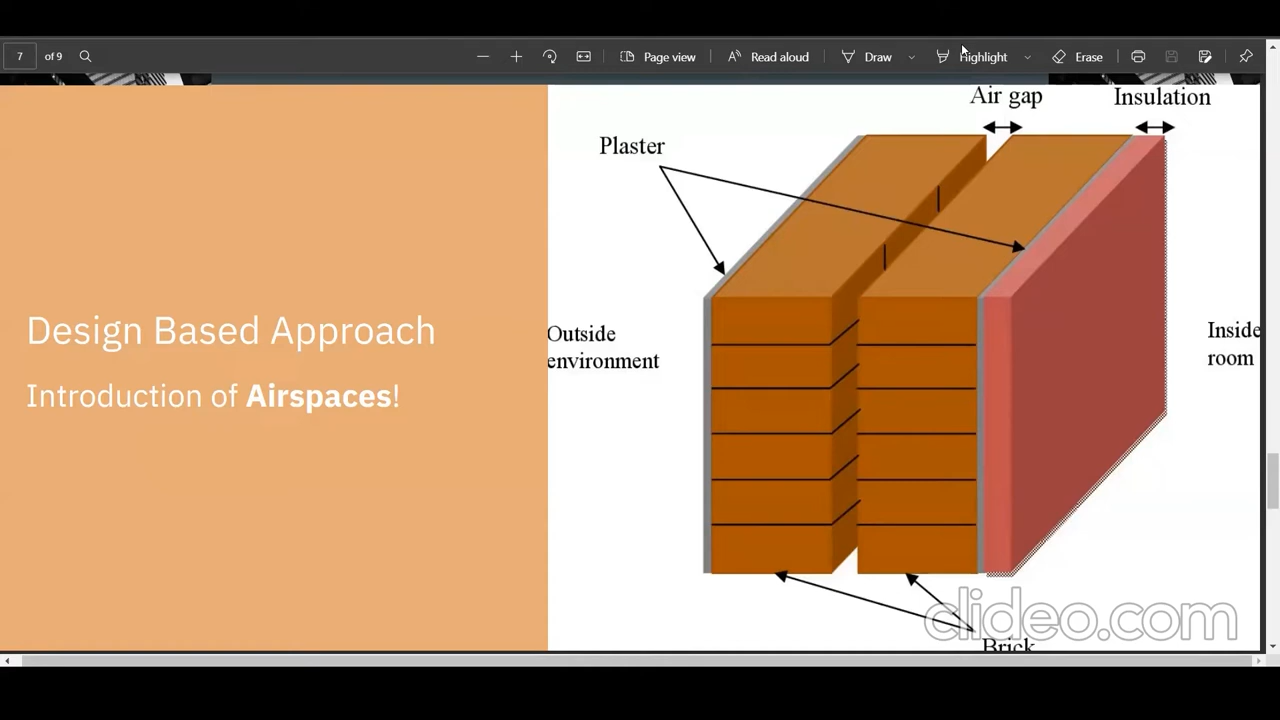 7 of 9 Page view Read aloud Draw Highlight Erase
Air gap Insulation
Plaster
Design Based Approach
Introduction of Airspaces!
Outside
environment
Inside
room
Brick
clideo.com